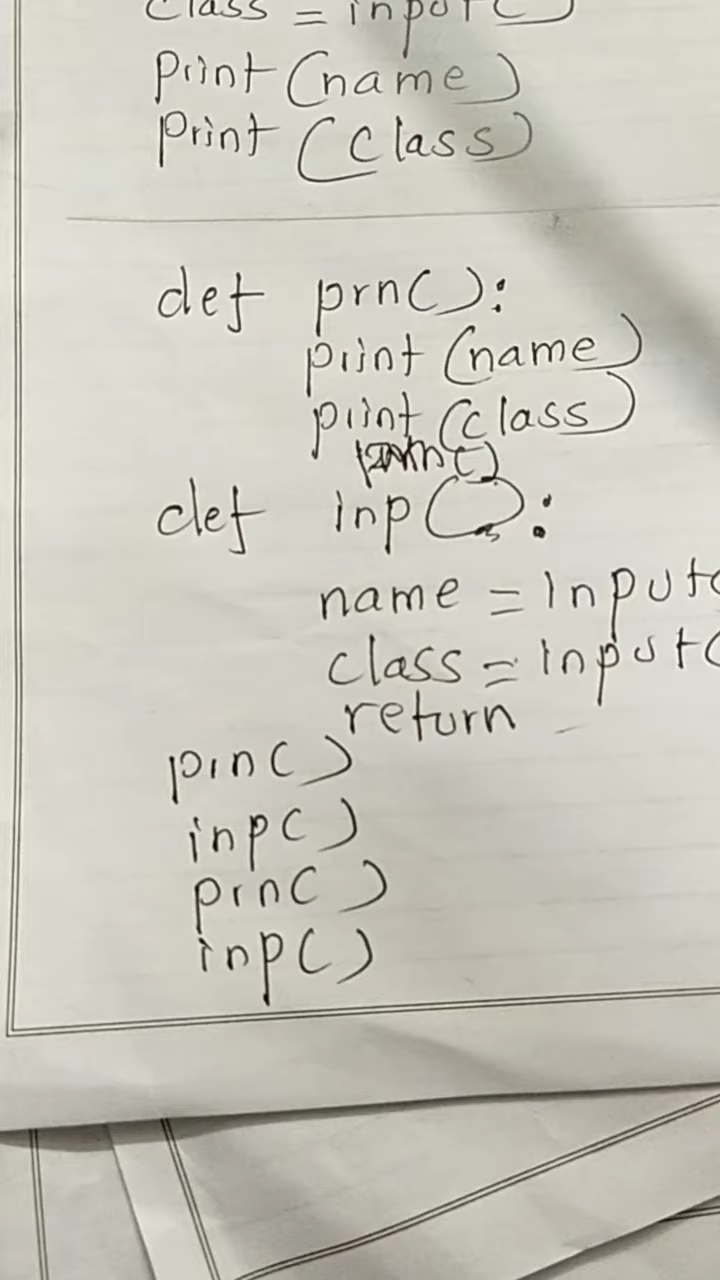 class = input()
print (name)
print (class)
def prn():
print (name)
print (class)
def inp():
name = input(
class = input(
return
prn()
inp()
prn()
inp()